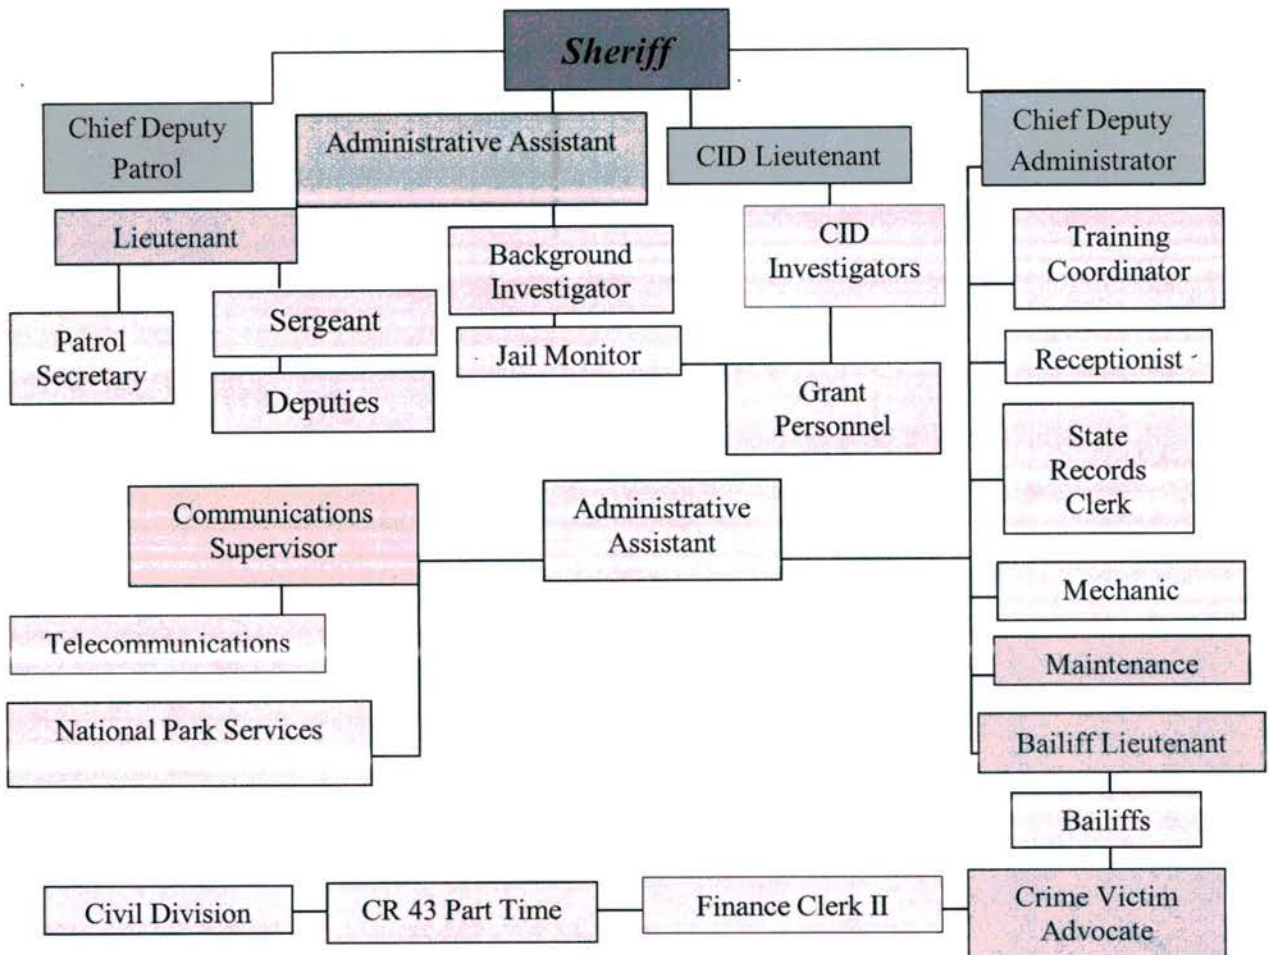 Sheriff
Chief Deputy
Patrol
Administrative Assistant
CID Lieutenant
Chief Deputy
Administrator
Lieutenant
Background
Investigator
CID
Investigators
Training
Coordinator
Patrol
Secretary
Sergeant
Jail Monitor
Receptionist
Deputies
Grant
Personnel
State
Records
Clerk
Communications
Supervisor
Administrative
Assistant
Mechanic
Telecommunications
Maintenance
National Park Services
Bailiff Lieutenant
Bailiffs
Civil Division
CR 43 Part Time
Finance Clerk II
Crime Victim
Advocate